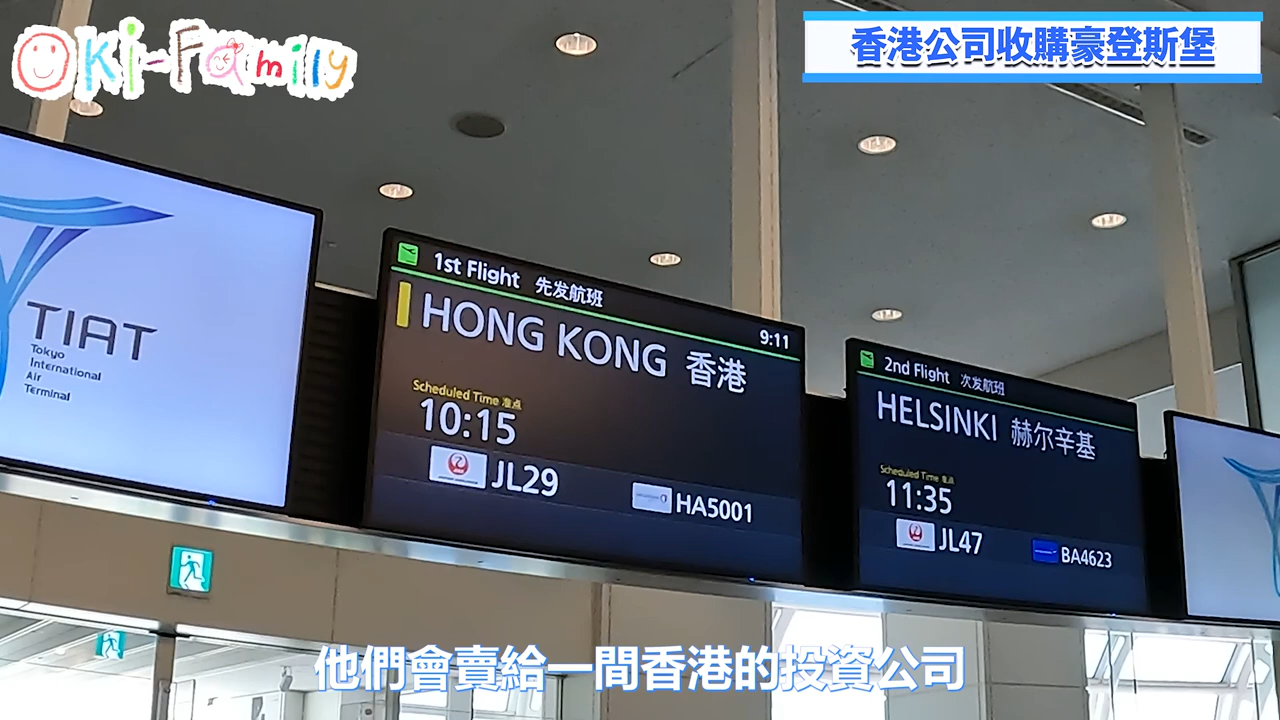 OKi-Family
香港公司收購豪登斯堡
TIAT
Tokyo
International
Air
Terminal
1st Flight 先发航班
9:11
HONG KONG 香港
Scheduled Time 准点
10:15
JL29 HA5001
2nd Flight 次发航班
HELSINKI 赫尔辛基
Scheduled Time 准点
11:35
JL47 BA4623
他們會賣給一間香港的投資公司